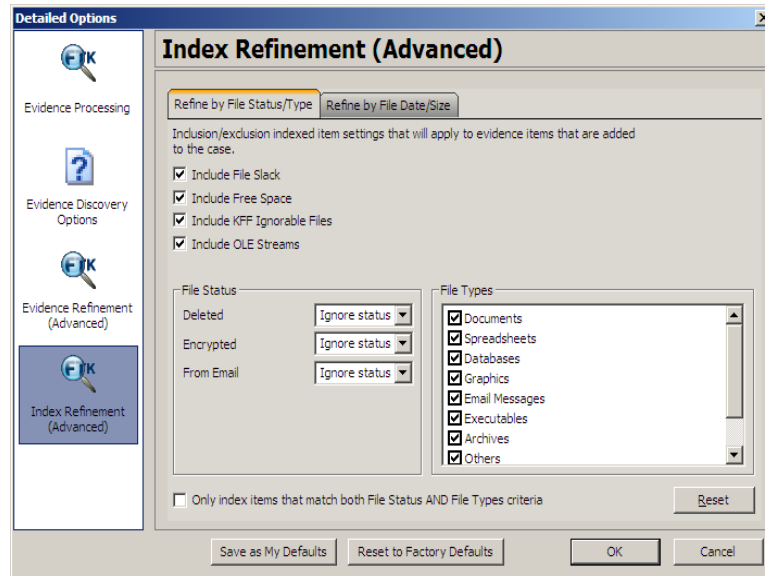 Detailed Options
FTK
Evidence Processing
?
Evidence Discovery
Options
FTK
Evidence Refinement
(Advanced)
FTK
Index Refinement
(Advanced)
Index Refinement (Advanced)
Refine by File Status/Type
Refine by File Date/Size
Inclusion/exclusion indexed item settings that will apply to evidence items that are added
to the case.
Include File Slack
Include Free Space
Include KFF Ignorable Files
Include OLE Streams
File Status
Deleted
Ignore status
Encrypted
Ignore status
From Email
Ignore status
File Types
Documents
Spreadsheets
Databases
Graphics
Email Messages
Executables
Archives
Others
Only index items that match both File Status AND File Types criteria
Reset
Save as My Defaults
Reset to Factory Defaults
OK
Cancel